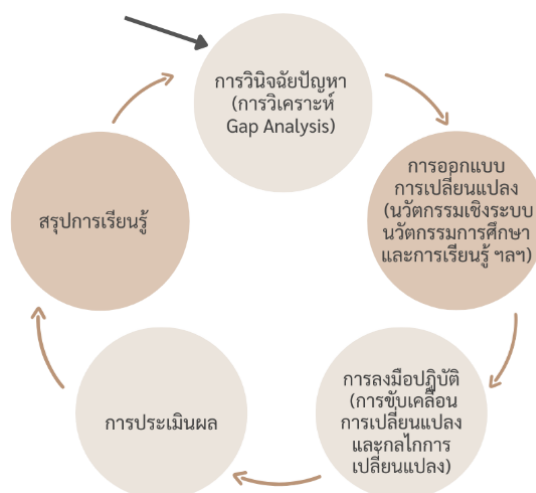 การวินิจฉัยปัญหา
(การวิเคราะห์
Gap Analysis)
การออกแบบ
การเปลี่ยนแปลง
(นวัตกรรมเชิงระบบ
นวัตกรรมการศึกษา
และการเรียนรู้ ฯลฯ)
การลงมือปฏิบัติ
(การขับเคลื่อน
การเปลี่ยนแปลง
และกลไกการ
เปลี่ยนแปลง)
การประเมินผล
สรุปการเรียนรู้